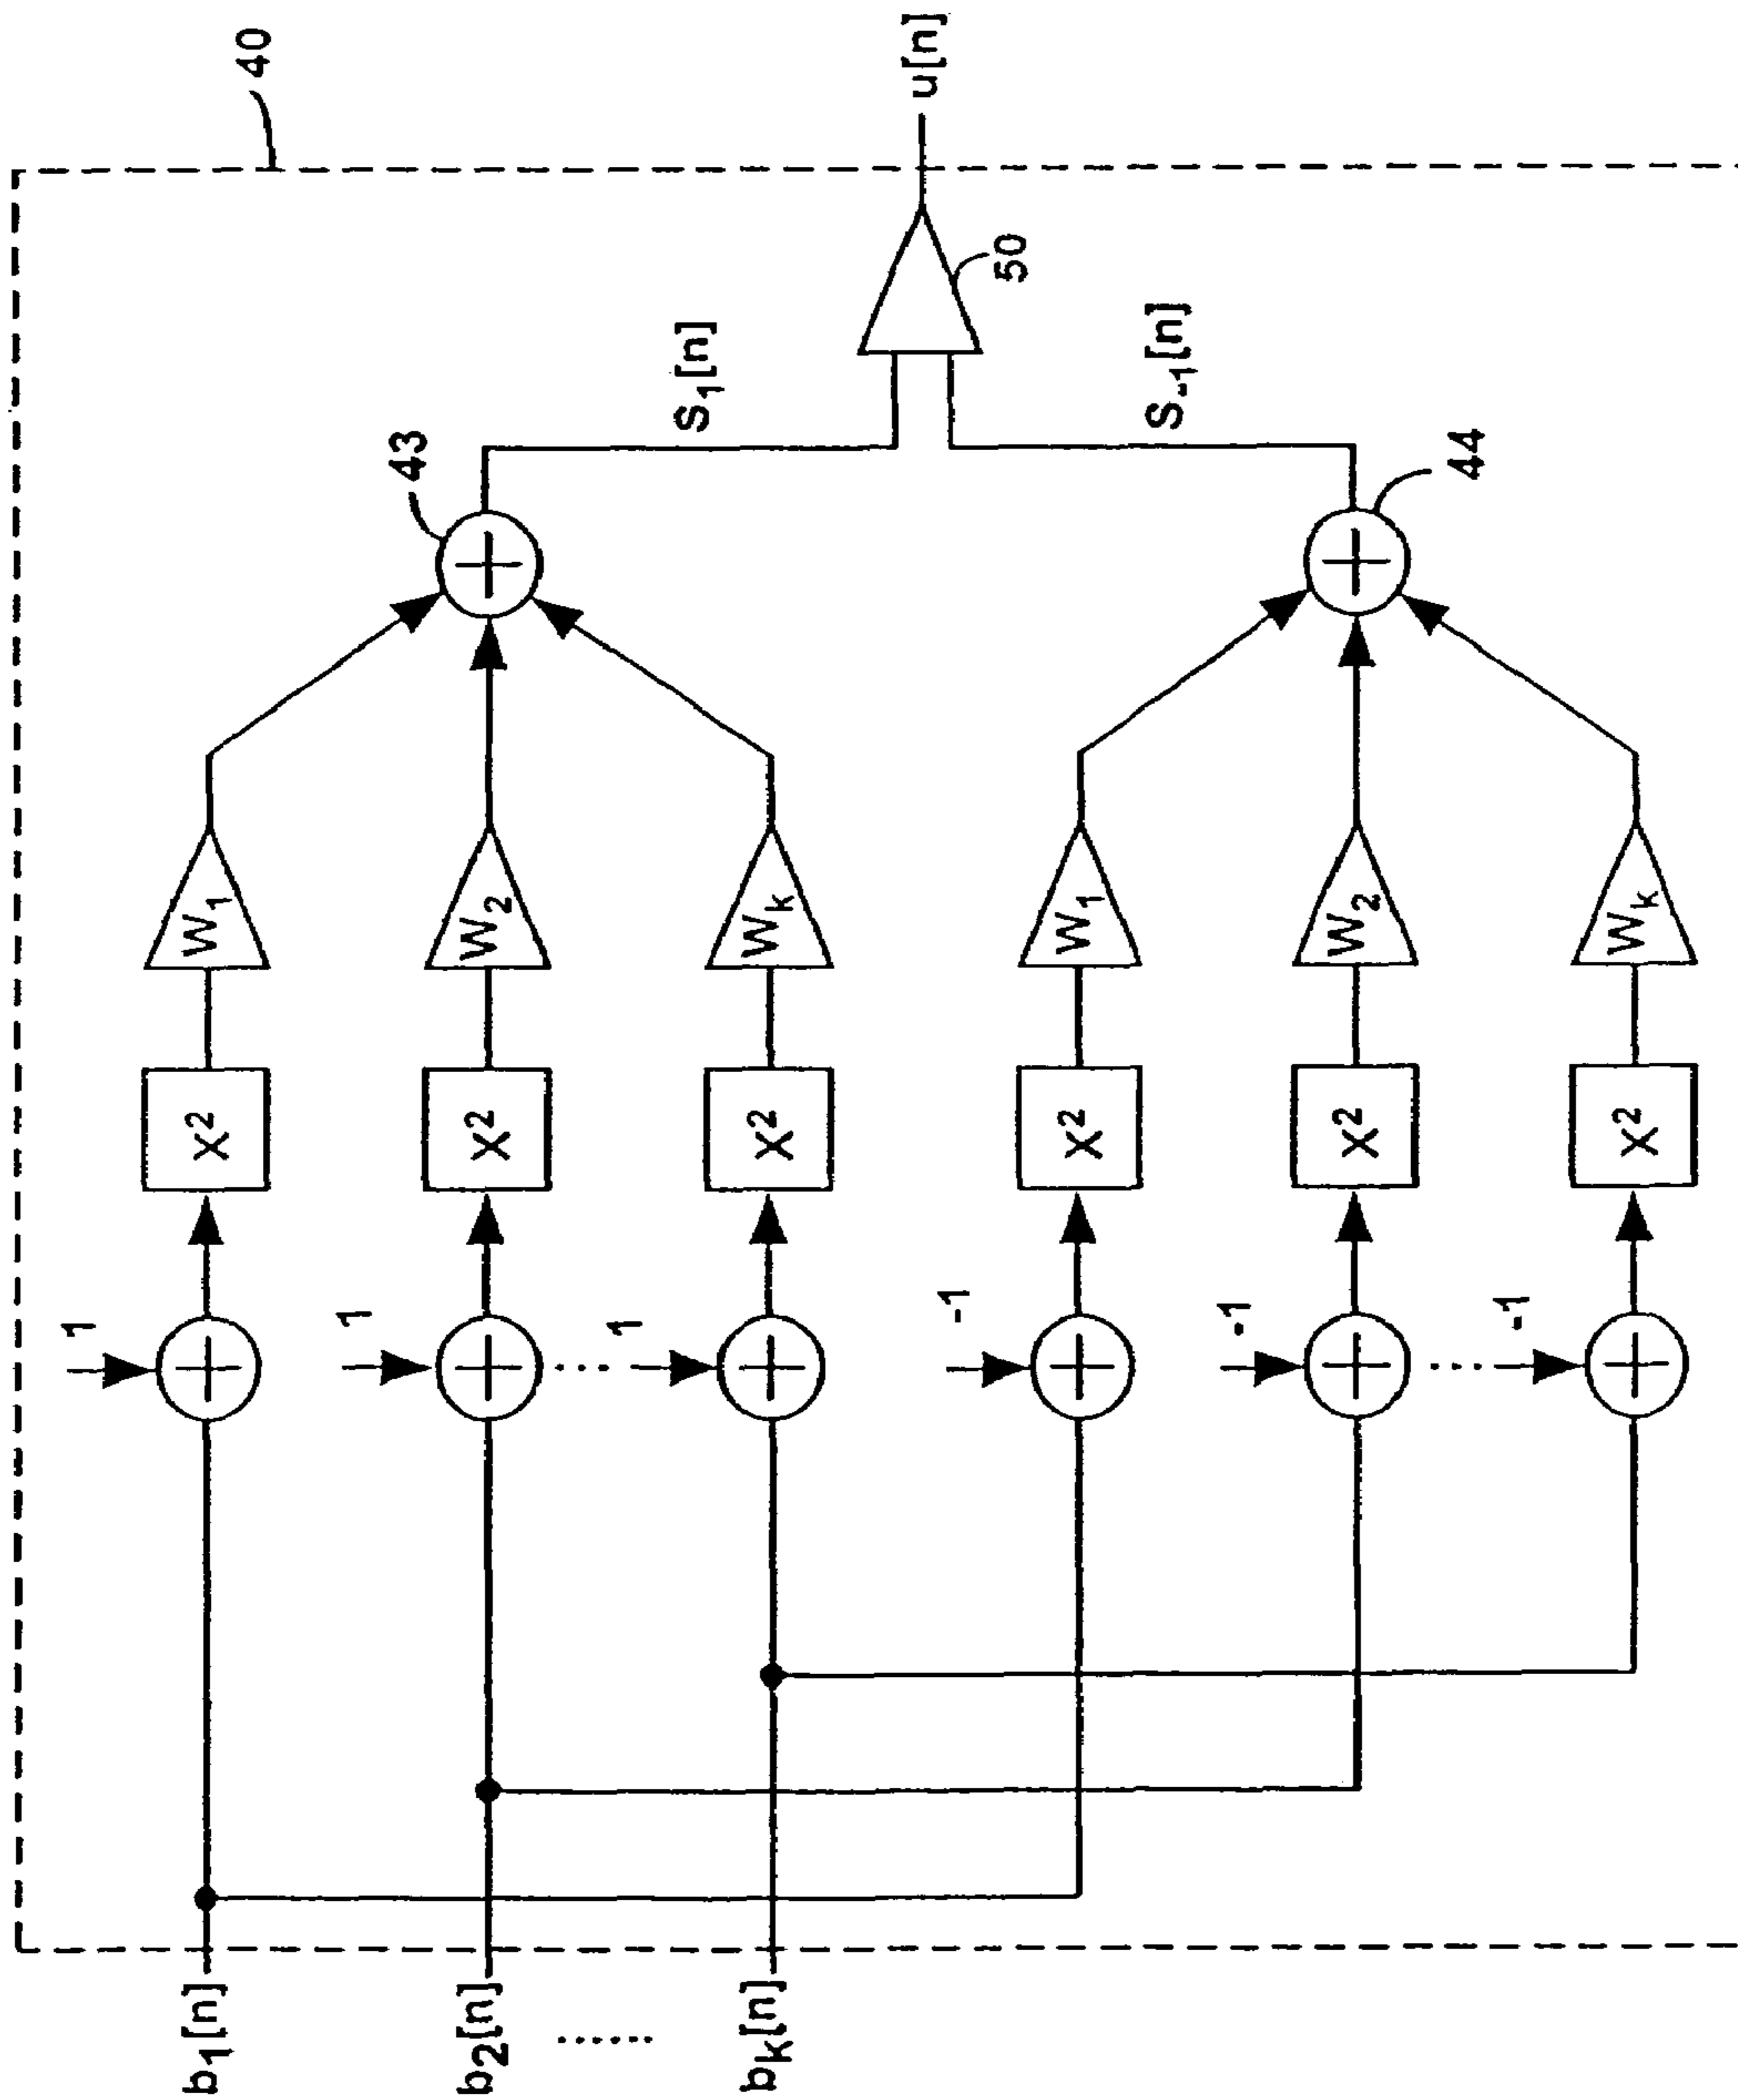 40
1
X²
W₁
43
b₁[n]
1
X²
W₂
S₁[n]
b₂[n]
......
...
1
X²
Wₖ
bₖ[n]
50
u[n]
-1
X²
W₁
S₋₁[n]
-1
X²
W₂
44
...
-1
X²
Wₖ